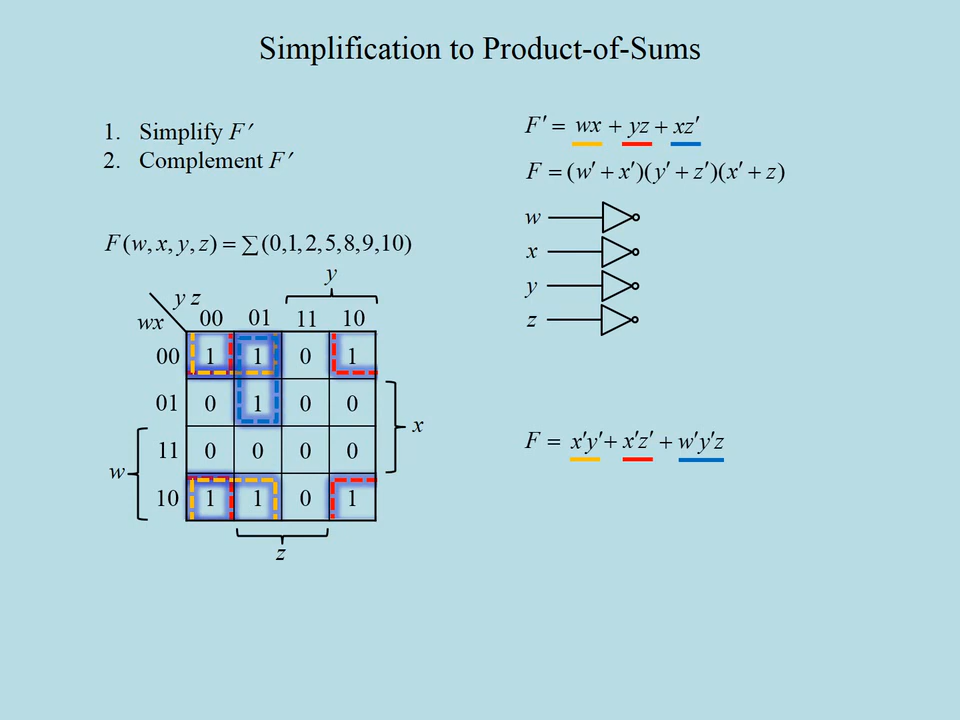 Simplification to Product-of-Sums
1. Simplify F′
2. Complement F′
F′ = wx + yz + xz′
F = (w′ + x′)(y′ + z′)(x′ + z)
w
x
y
z
F(w, x, y, z) = ∑(0,1,2,5,8,9,10)
y
y z
wx
00 01 11 10
00 1 1 0 1
01 0 1 0 0
x
11 0 0 0 0
w
10 1 1 0 1
z
F = x′y′ + x′z′ + w′y′z